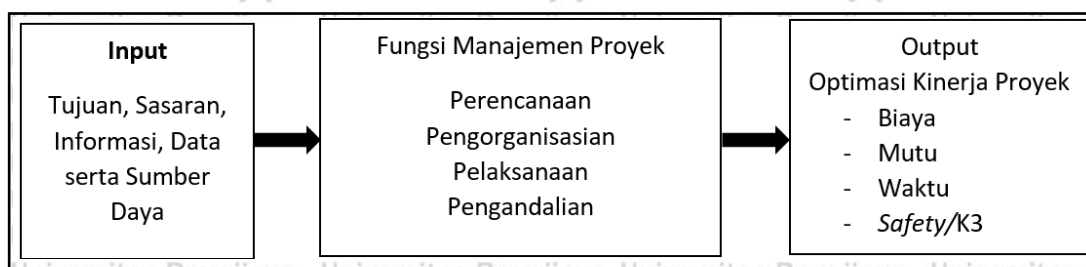 Input
Tujuan, Sasaran,
Informasi, Data
serta Sumber
Daya
Fungsi Manajemen Proyek
Perencanaan
Pengorganisasian
Pelaksanaan
Pengandalian
Output
Optimasi Kinerja Proyek
- Biaya
- Mutu
- Waktu
- Safety/K3